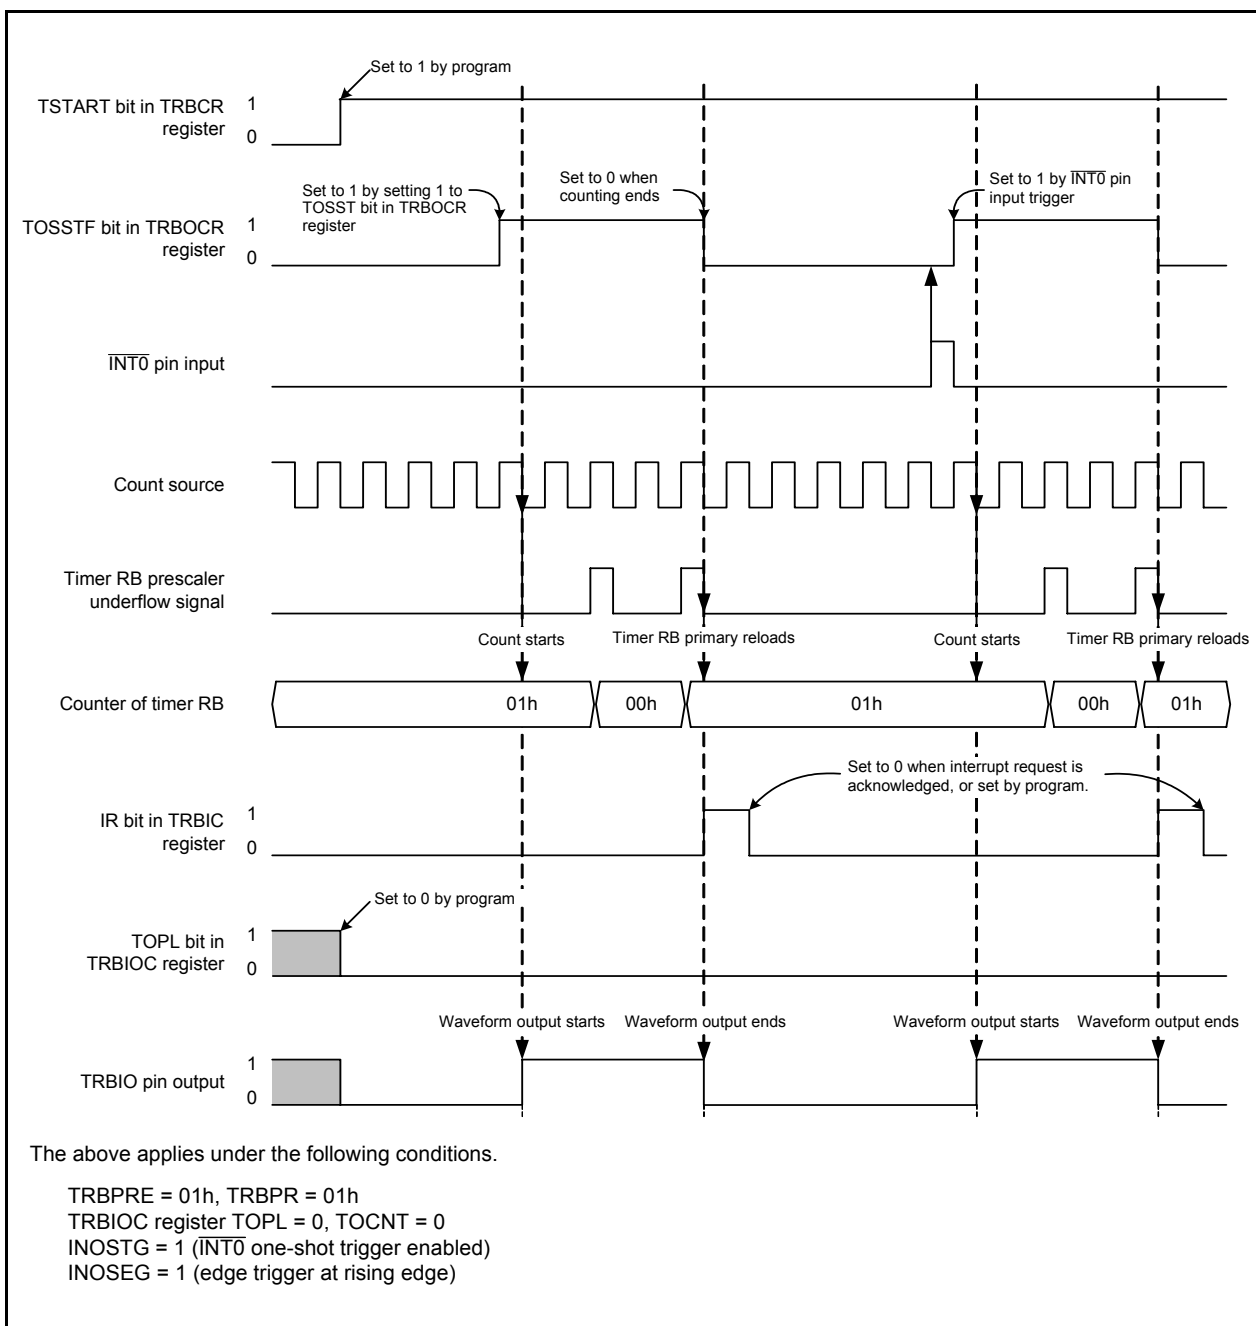 Set to 1 by program
TSTART bit in TRBCR
register
1
0
Set to 1 by setting 1 to
TOSST bit in TRBOCR
register
Set to 0 when
counting ends
Set to 1 by INT0 pin
input trigger
TOSSTF bit in TRBOCR
register
1
0
INT0 pin input
Count source
Timer RB prescaler
underflow signal
Count starts
Timer RB primary reloads
Count starts
Timer RB primary reloads
Counter of timer RB
01h
00h
01h
00h
01h
Set to 0 when interrupt request is
acknowledged, or set by program.
IR bit in TRBIC
register
1
0
Set to 0 by program
TOPL bit in
TRBIOC register
1
0
Waveform output starts
Waveform output ends
Waveform output starts
Waveform output ends
TRBIO pin output
1
0
The above applies under the following conditions.
TRBPRE = 01h, TRBPR = 01h
TRBIOC register TOPL = 0, TOCNT = 0
INOSTG = 1 (INT0 one-shot trigger enabled)
INOSEG = 1 (edge trigger at rising edge)